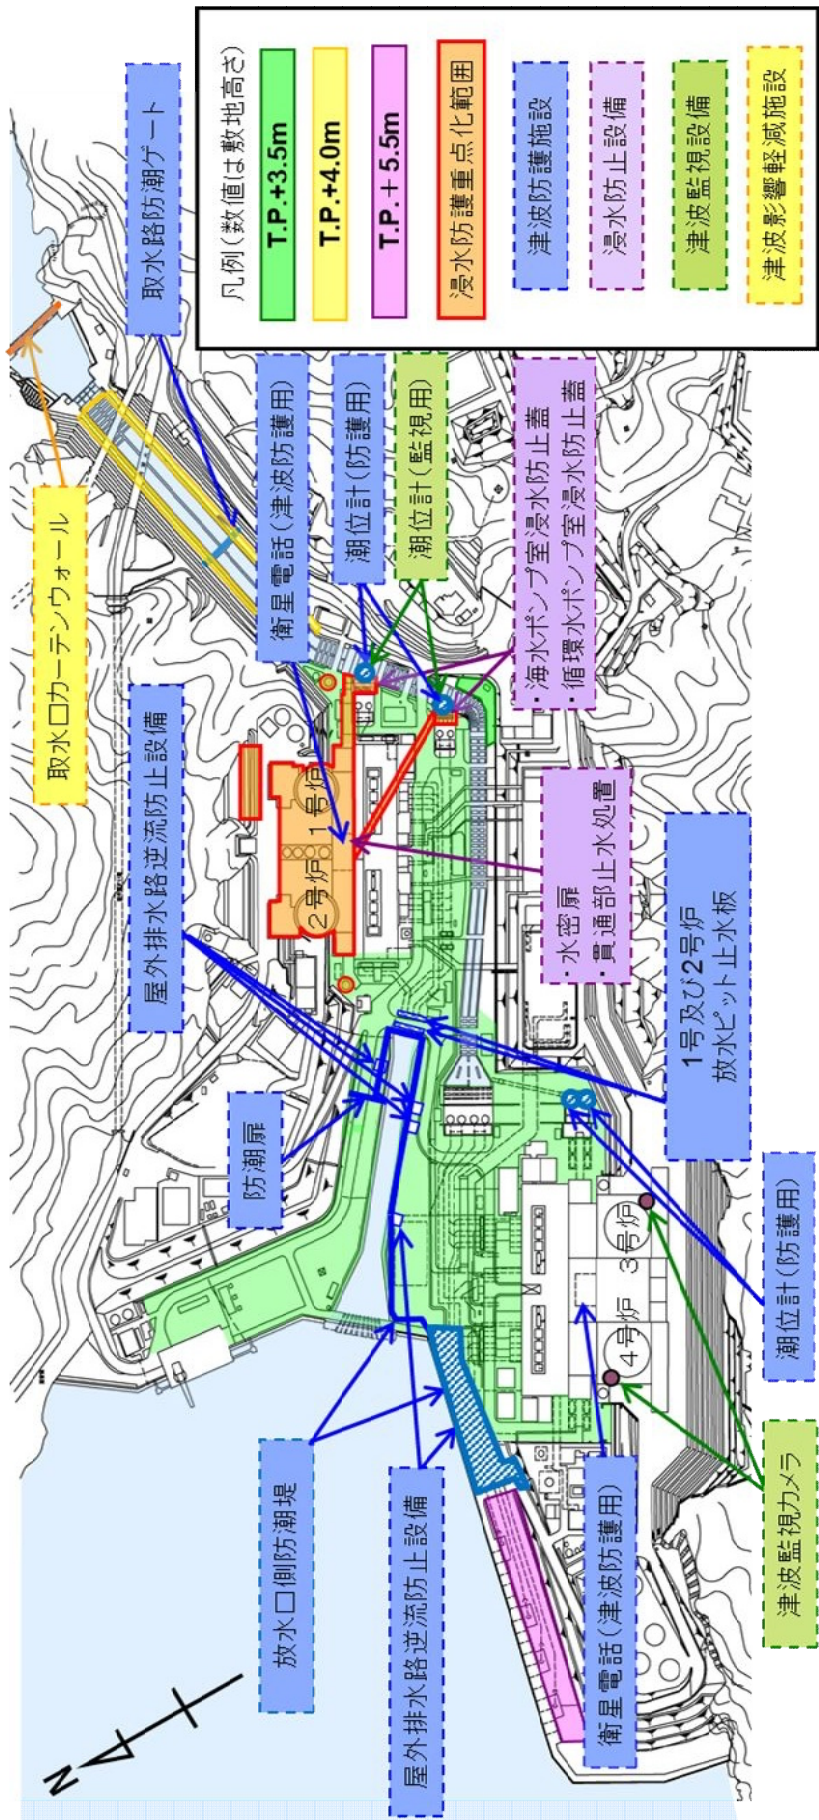 凡例(数値は敷地高さ)
T.P.+3.5m
T.P.+4.0m
T.P.+5.5m
浸水防護重点化範囲
津波防護施設
浸水防止設備
津波監視設備
津波影響軽減施設
取水路防潮ゲート
取水口カーテンウォール
衛星電話(津波防護用)
潮位計(防護用)
潮位計(監視用)
・海水ポンプ室浸水防止蓋
・循環水ポンプ室浸水防止蓋
屋外排水路逆流防止設備
1号炉
2号炉
・水密扉
・貫通部止水処置
1号及び2号炉
放水ピット止水板
防潮扉
潮位計(防護用)
3号炉
4号炉
津波監視カメラ
放水口側防潮堤
屋外排水路逆流防止設備
衛星電話(津波防護用)
N